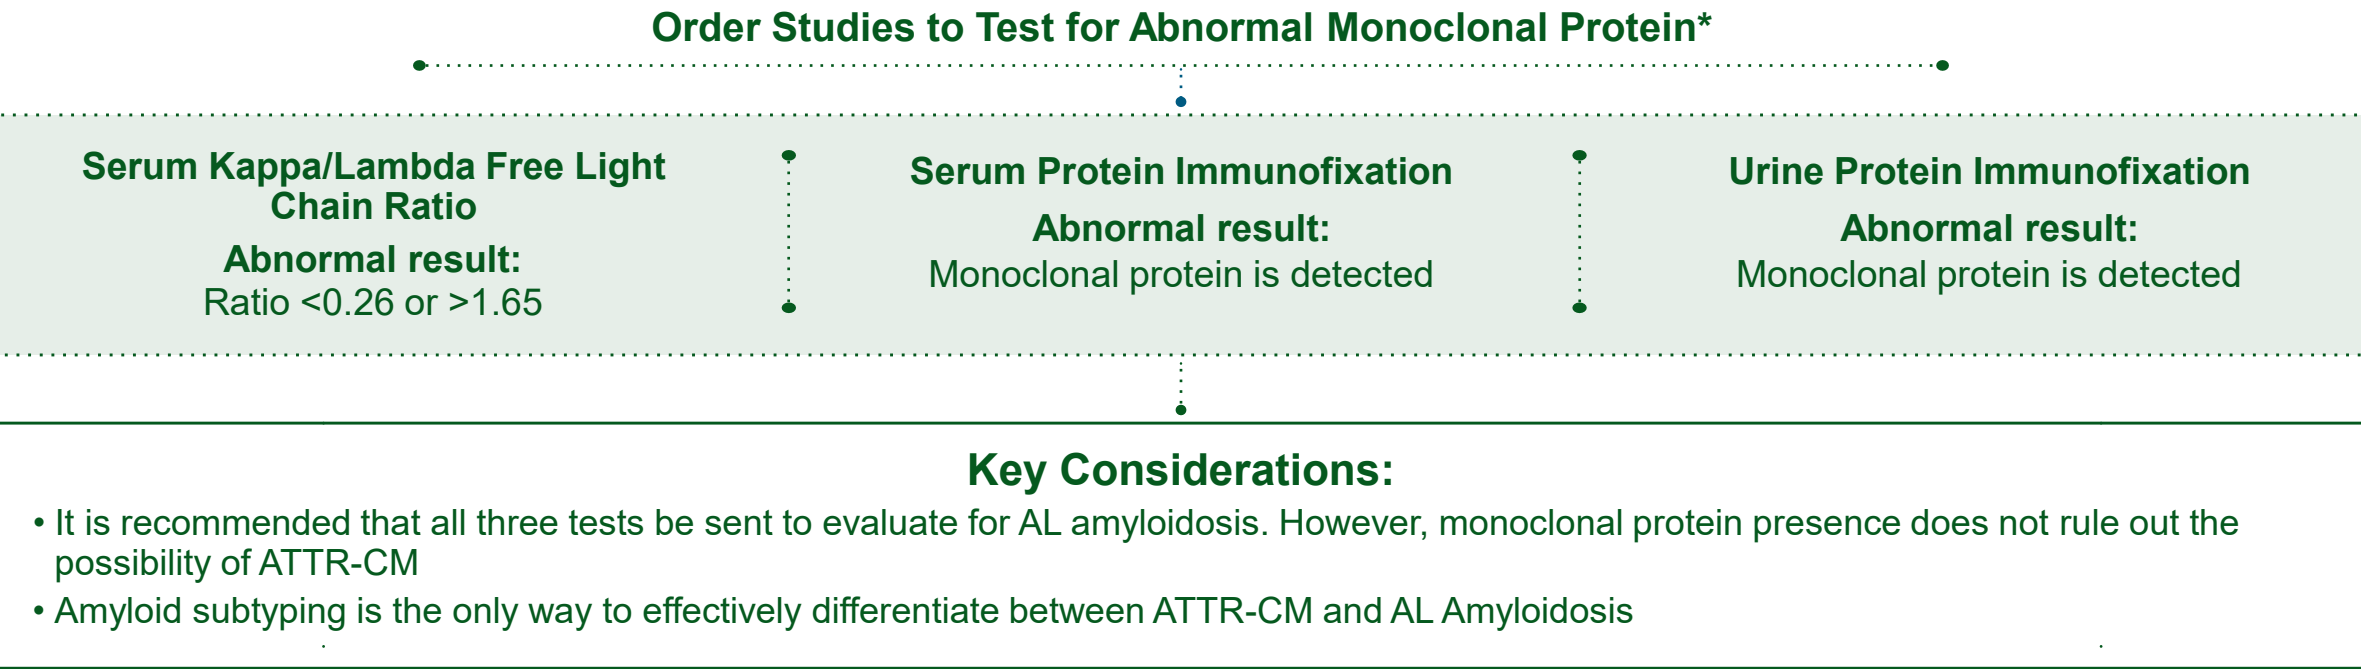 Order Studies to Test for Abnormal Monoclonal Protein*
Serum Kappa/Lambda Free Light
Chain Ratio
Abnormal result:
Ratio <0.26 or >1.65
Serum Protein Immunofixation
Abnormal result:
Monoclonal protein is detected
Urine Protein Immunofixation
Abnormal result:
Monoclonal protein is detected
Key Considerations:
• It is recommended that all three tests be sent to evaluate for AL amyloidosis. However, monoclonal protein presence does not rule out the
possibility of ATTR-CM
• Amyloid subtyping is the only way to effectively differentiate between ATTR-CM and AL Amyloidosis